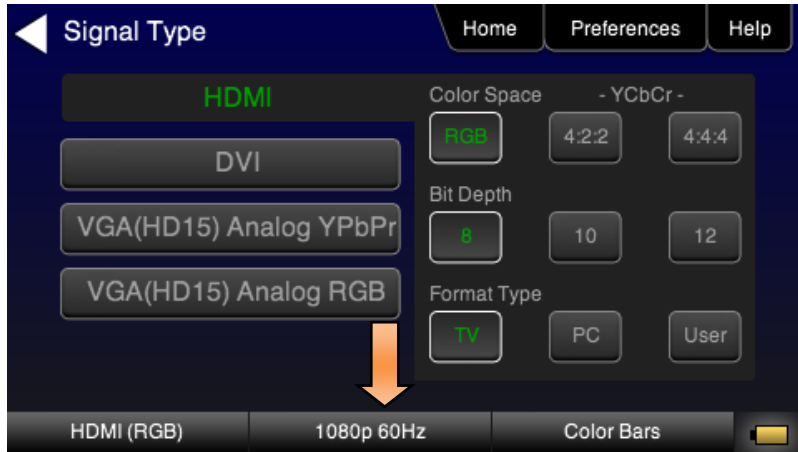 Signal Type
Home
Preferences
Help
HDMI
DVI
VGA(HD15) Analog YPbPr
VGA(HD15) Analog RGB
Color Space
- YCbCr -
RGB
4:2:2
4:4:4
Bit Depth
8
10
12
Format Type
TV
PC
User
HDMI (RGB)
1080p 60Hz
Color Bars